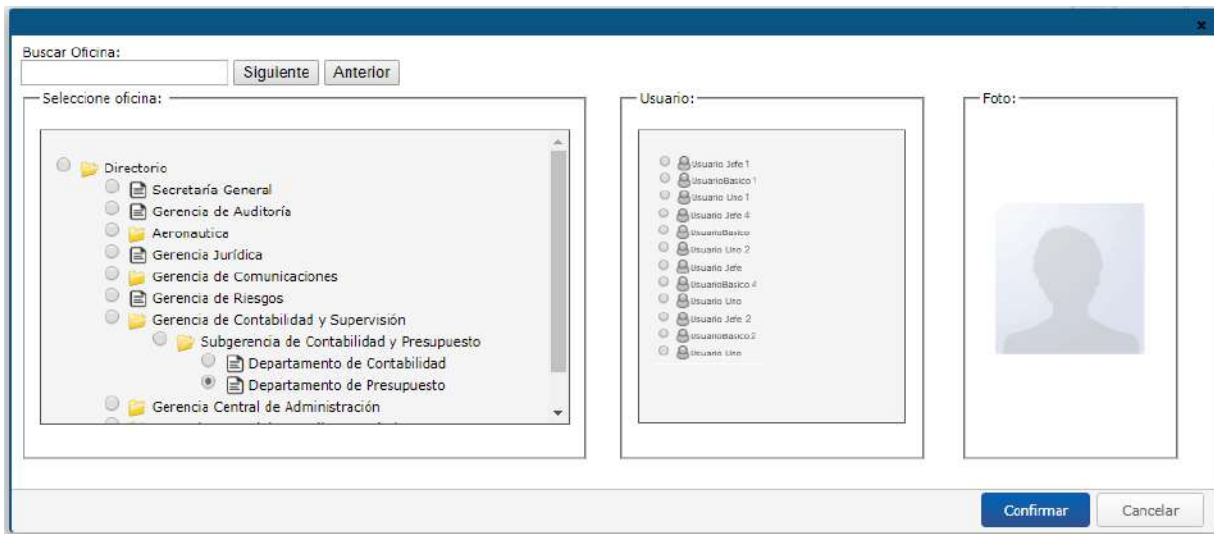 Buscar Oficina:
Siguiente Anterior
Seleccione oficina:
Directorio
Secretaría General
Gerencia de Auditoría
Aeronautica
Gerencia Jurídica
Gerencia de Comunicaciones
Gerencia de Riesgos
Gerencia de Contabilidad y Supervisión
Subgerencia de Contabilidad y Presupuesto
Departamento de Contabilidad
Departamento de Presupuesto
Gerencia Central de Administración
Usuario:
Usuario Jefe 1
UsuarioBasico 1
Usuario Uno 1
Usuario Jefe 4
UsuarioBasico
Usuario Uno 2
Usuario Jefe
UsuarioBasico 4
Usuario Uno
Usuario Jefe 2
UsuarioBasico 2
Usuario Uno
Foto:
Confirmar Cancelar